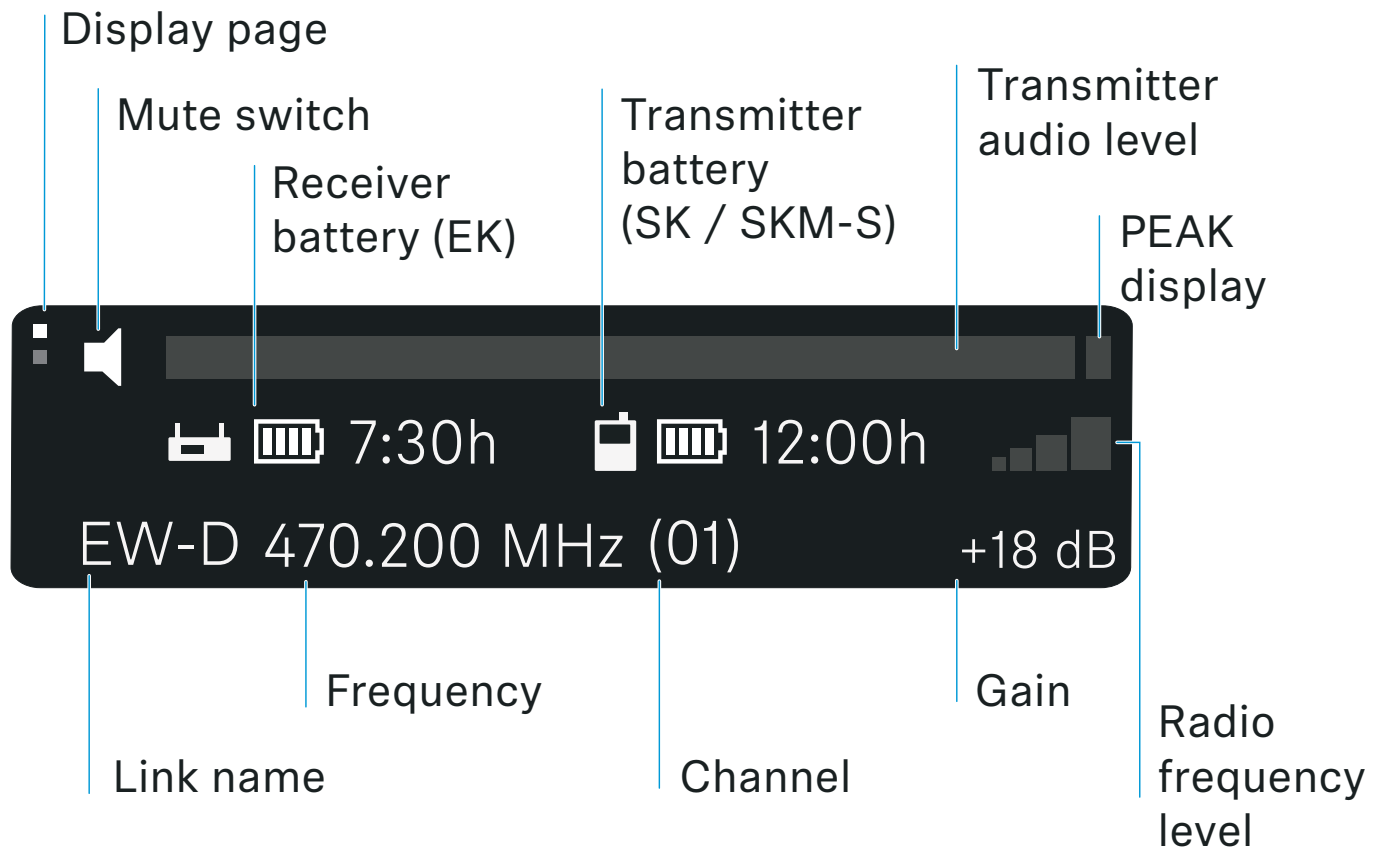 Display page
Mute switch
Receiver
battery (EK)
Transmitter
battery
(SK / SKM-S)
Transmitter
audio level
PEAK
display
7:30h
12:00h
EW-D 470.200 MHz (01)
+18 dB
Link name
Frequency
Channel
Gain
Radio
frequency
level